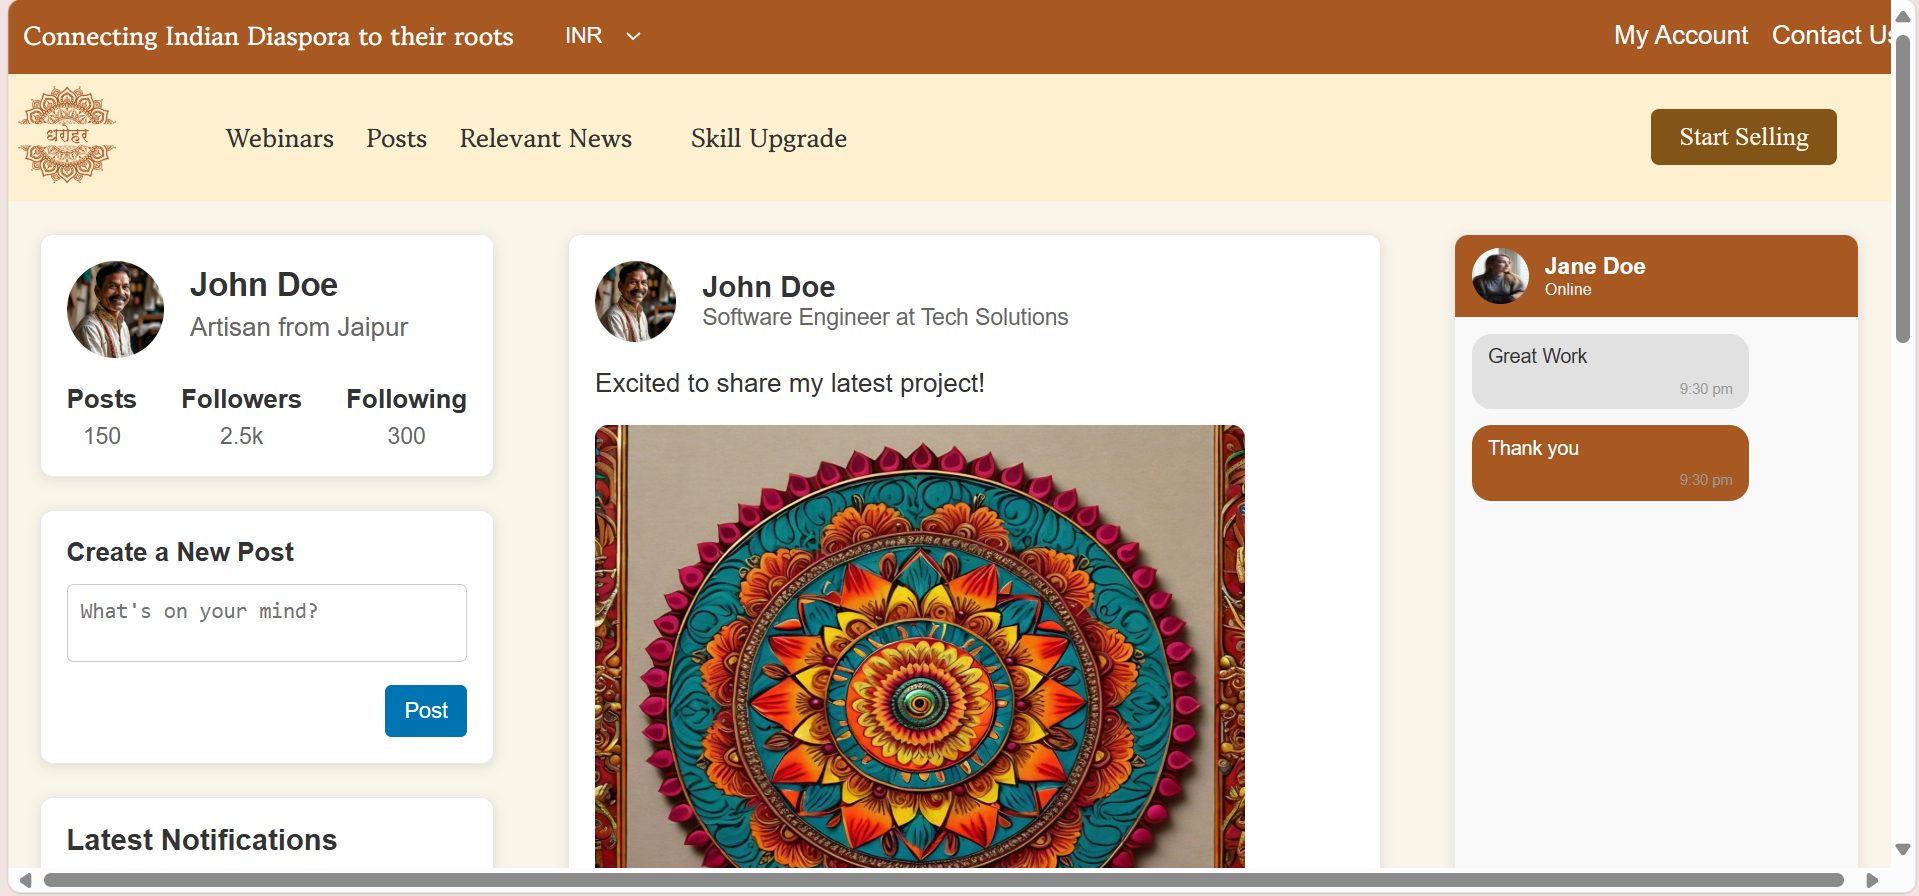 Connecting Indian Diaspora to their roots
INR
My Account
Contact Us
धरोहर
Webinars
Posts
Relevant News
Skill Upgrade
Start Selling
John Doe
Artisan from Jaipur
Posts
Followers
Following
150
2.5k
300
Create a New Post
What's on your mind?
Post
Latest Notifications
John Doe
Software Engineer at Tech Solutions
Excited to share my latest project!
Jane Doe
Online
Great Work
9:30 pm
Thank you
9:30 pm